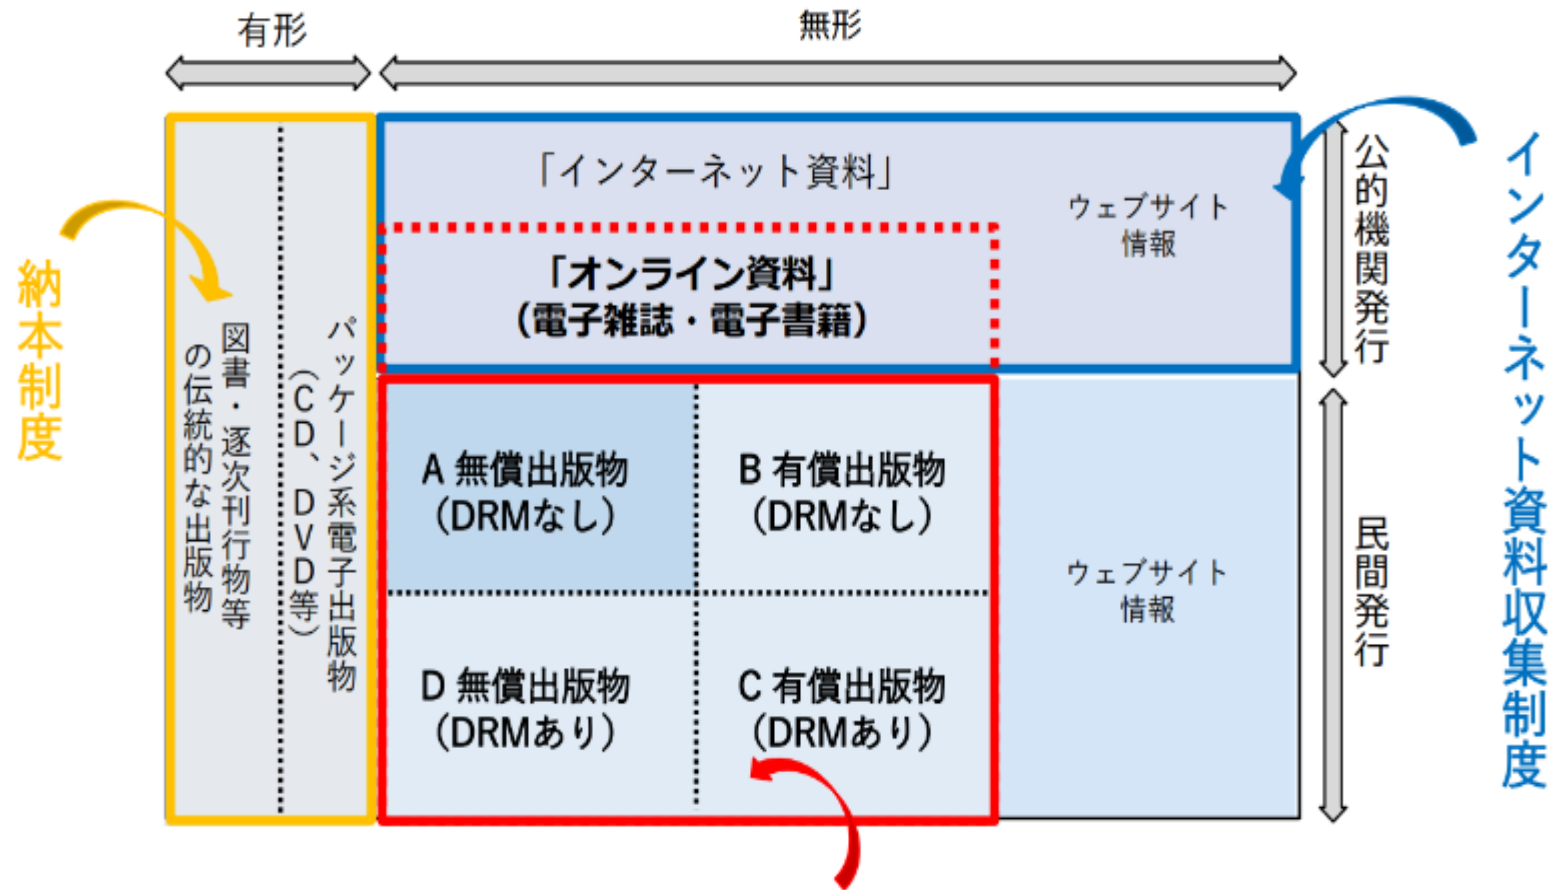 有形
無形
納本制度
図書・逐次刊行物等
の伝統的な出版物
パッケージ系電子出版物
（CD、DVD等）
「インターネット資料」
ウェブサイト
情報
「オンライン資料」
（電子雑誌・電子書籍）
A 無償出版物
（DRMなし）
B 有償出版物
（DRMなし）
D 無償出版物
（DRMあり）
C 有償出版物
（DRMあり）
ウェブサイト
情報
公的機関発行
民間発行
インターネット資料収集制度